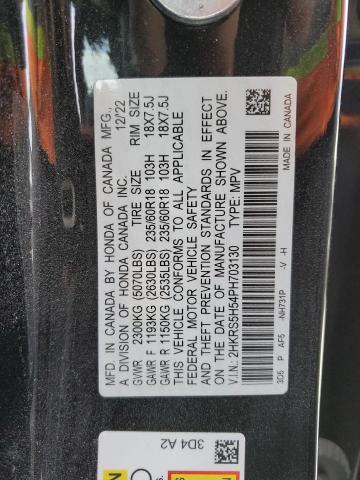 MFD. IN CANADA BY HONDA OF CANADA MFG.,
A DIVISION OF HONDA CANADA INC. 12/22
GVWR 2300KG (5070LBS) TIRE SIZE RIM SIZE
GAWR F 1193KG (2630LBS) 235/60R18 103H 18X7.5J
GAWR R 1150KG (2535LBS) 235/60R18 103H 18X7.5J
THIS VEHICLE CONFORMS TO ALL APPLICABLE
FEDERAL MOTOR VEHICLE SAFETY
AND THEFT PREVENTION STANDARDS IN EFFECT
ON THE DATE OF MANUFACTURE SHOWN ABOVE.
V.I.N.: 2HKRS5H54PH703130 TYPE: MPV
3D5 P AF5 -NH731P -V -H MADE IN CANADA
3D4 A2